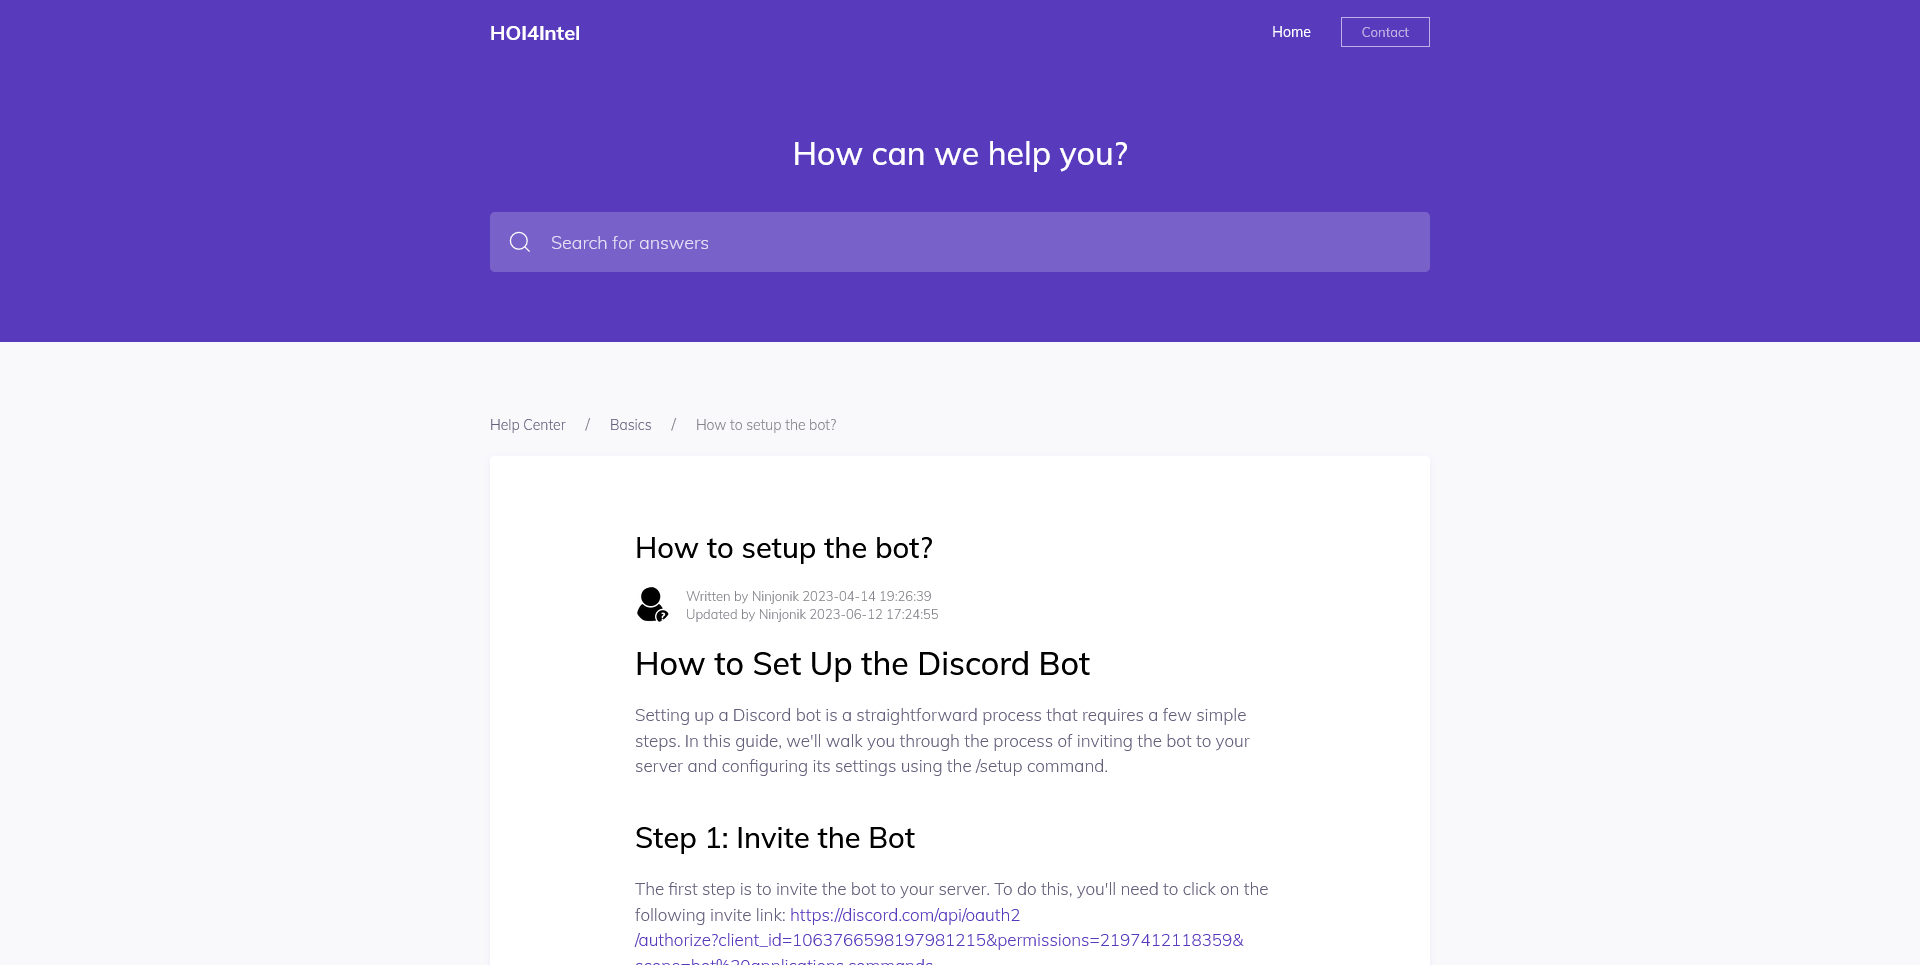 HOI4Intel
Home
Contact
How can we help you?
Search for answers
Help Center / Basics / How to setup the bot?
How to setup the bot?
Written by Ninjonik 2023-04-14 19:26:39
Updated by Ninjonik 2023-06-12 17:24:55
How to Set Up the Discord Bot
Setting up a Discord bot is a straightforward process that requires a few simple
steps. In this guide, we'll walk you through the process of inviting the bot to your
server and configuring its settings using the /setup command.
Step 1: Invite the Bot
The first step is to invite the bot to your server. To do this, you'll need to click on the
following invite link: https://discord.com/api/oauth2
/authorize?client_id=1063766598197981215&permissions=2197412118359&
scope=bot%20applications.commands